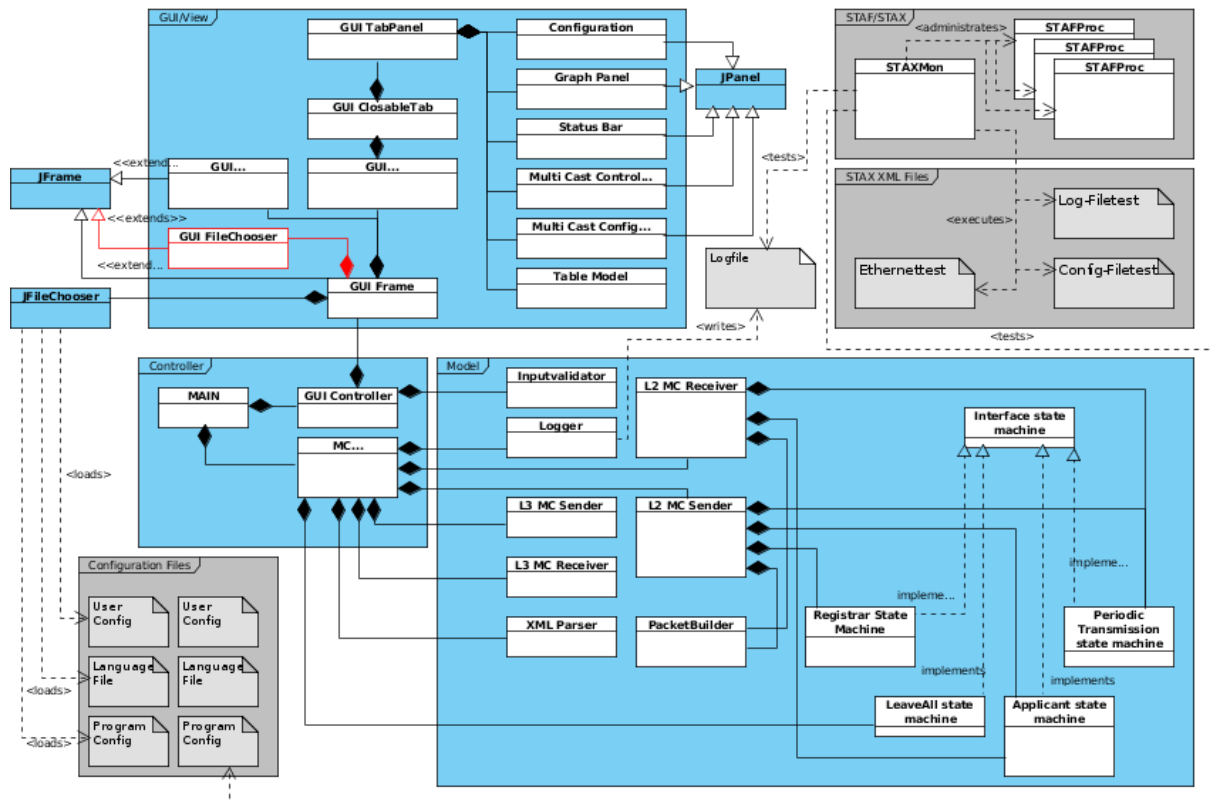 GUI/View
GUI TabPanel
Configuration
Graph Panel
JPanel
GUI ClosableTab
Status Bar
<<extend...
GUI...
GUI...
Multi Cast Control...
JFrame
<<extends>>
GUI FileChooser
Multi Cast Config...
<<extend...
GUI Frame
Table Model
JFileChooser
STAF/STAX
<administrates>
STAFProc
STAFProc
STAFProc
STAXMon
<tests>
STAX XML Files
Log-Filetest
<executes>
Logfile
Ethernettest
Config-Filetest
<writes>
<tests>
Controller
MAIN
GUI Controller
MC...
<loads>
Model
Inputvalidator
L2 MC Receiver
Logger
Interface state
machine
L3 MC Sender
L2 MC Sender
L3 MC Receiver
impleme...
impleme...
XML Parser
PacketBuilder
Registrar State
Machine
Periodic
Transmission
state machine
implements
implements
LeaveAll state
machine
Applicant state
machine
Configuration Files
User
Config
User
Config
Language
File
Language
File
<loads>
Program
Config
Program
Config
<loads>